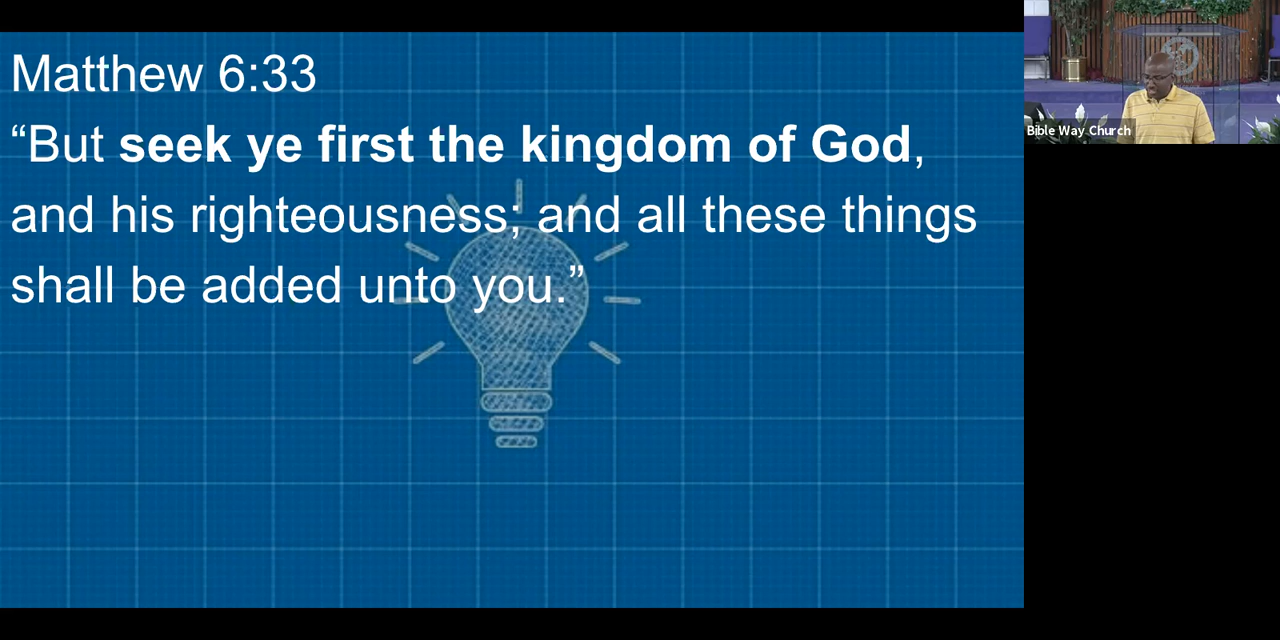 Matthew 6:33
“But seek ye first the kingdom of God,
and his righteousness; and all these things
shall be added unto you.”
Bible Way Church